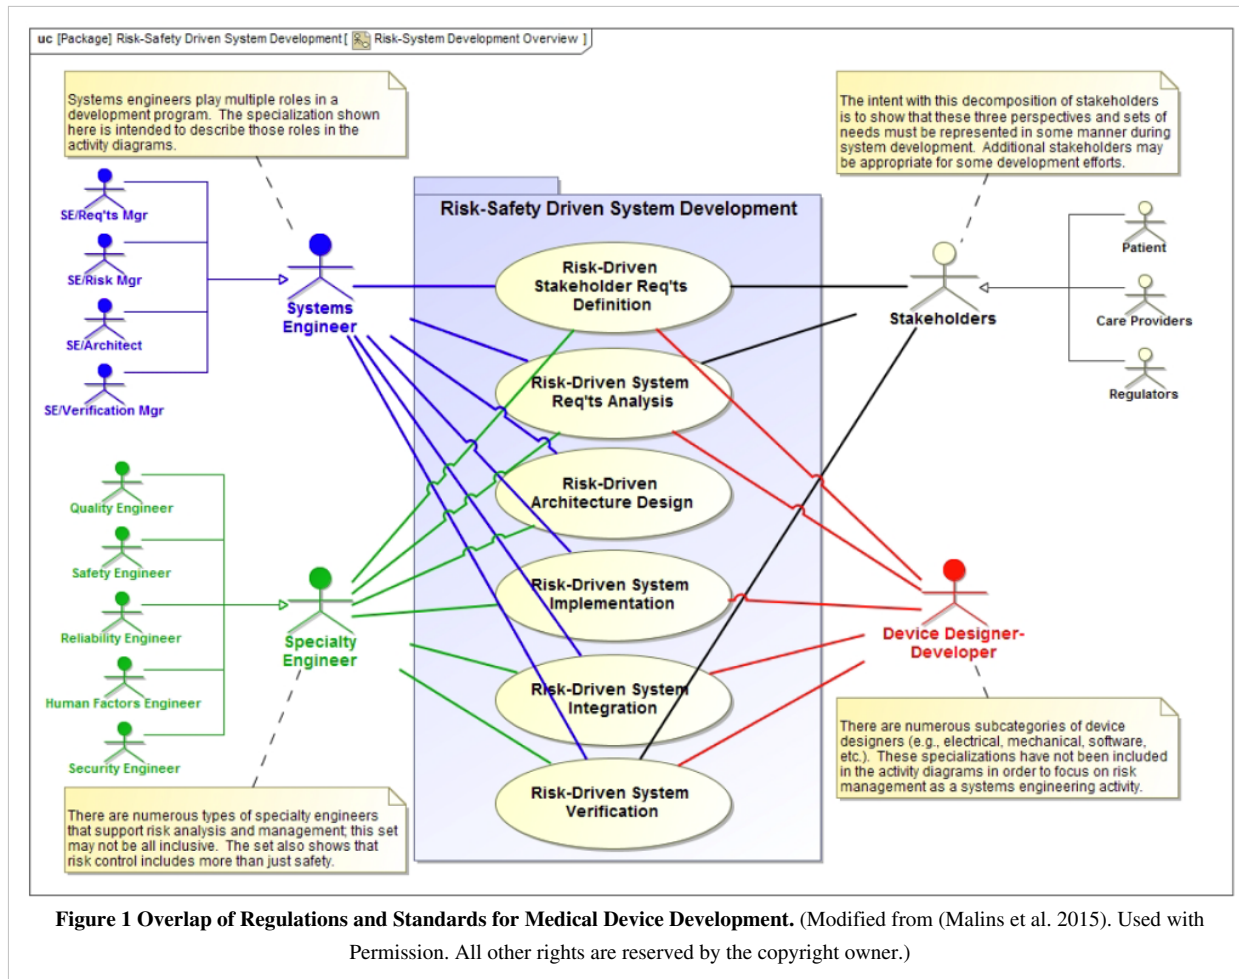 uc [Package] Risk-Safety Driven System Development [ Risk-System Development Overview ]
Systems engineers play multiple roles in a
development program. The specialization shown
here is intended to describe those roles in the
activity diagrams.
The intent with this decomposition of stakeholders
is to show that these three perspectives and sets of
needs must be represented in some manner during
system development. Additional stakeholders may
be appropriate for some development efforts.
SE/Req'ts Mgr
SE/Risk Mgr
SE/Architect
SE/Verification Mgr
Systems
Engineer
Risk-Safety Driven System Development
Risk-Driven
Stakeholder Req'ts
Definition
Risk-Driven System
Req'ts Analysis
Risk-Driven
Architecture Design
Risk-Driven System
Implementation
Risk-Driven System
Integration
Risk-Driven System
Verification
Stakeholders
Patient
Care Providers
Regulators
Quality Engineer
Safety Engineer
Reliability Engineer
Human Factors Engineer
Security Engineer
Specialty
Engineer
Device Designer-
Developer
There are numerous types of specialty engineers
that support risk analysis and management; this set
may not be all inclusive. The set also shows that
risk control includes more than just safety.
There are numerous subcategories of device
designers (e.g., electrical, mechanical, software,
etc.). These specializations have not been included
in the activity diagrams in order to focus on risk
management as a systems engineering activity.
Figure 1 Overlap of Regulations and Standards for Medical Device Development. (Modified from (Malins et al. 2015). Used with
Permission. All other rights are reserved by the copyright owner.)